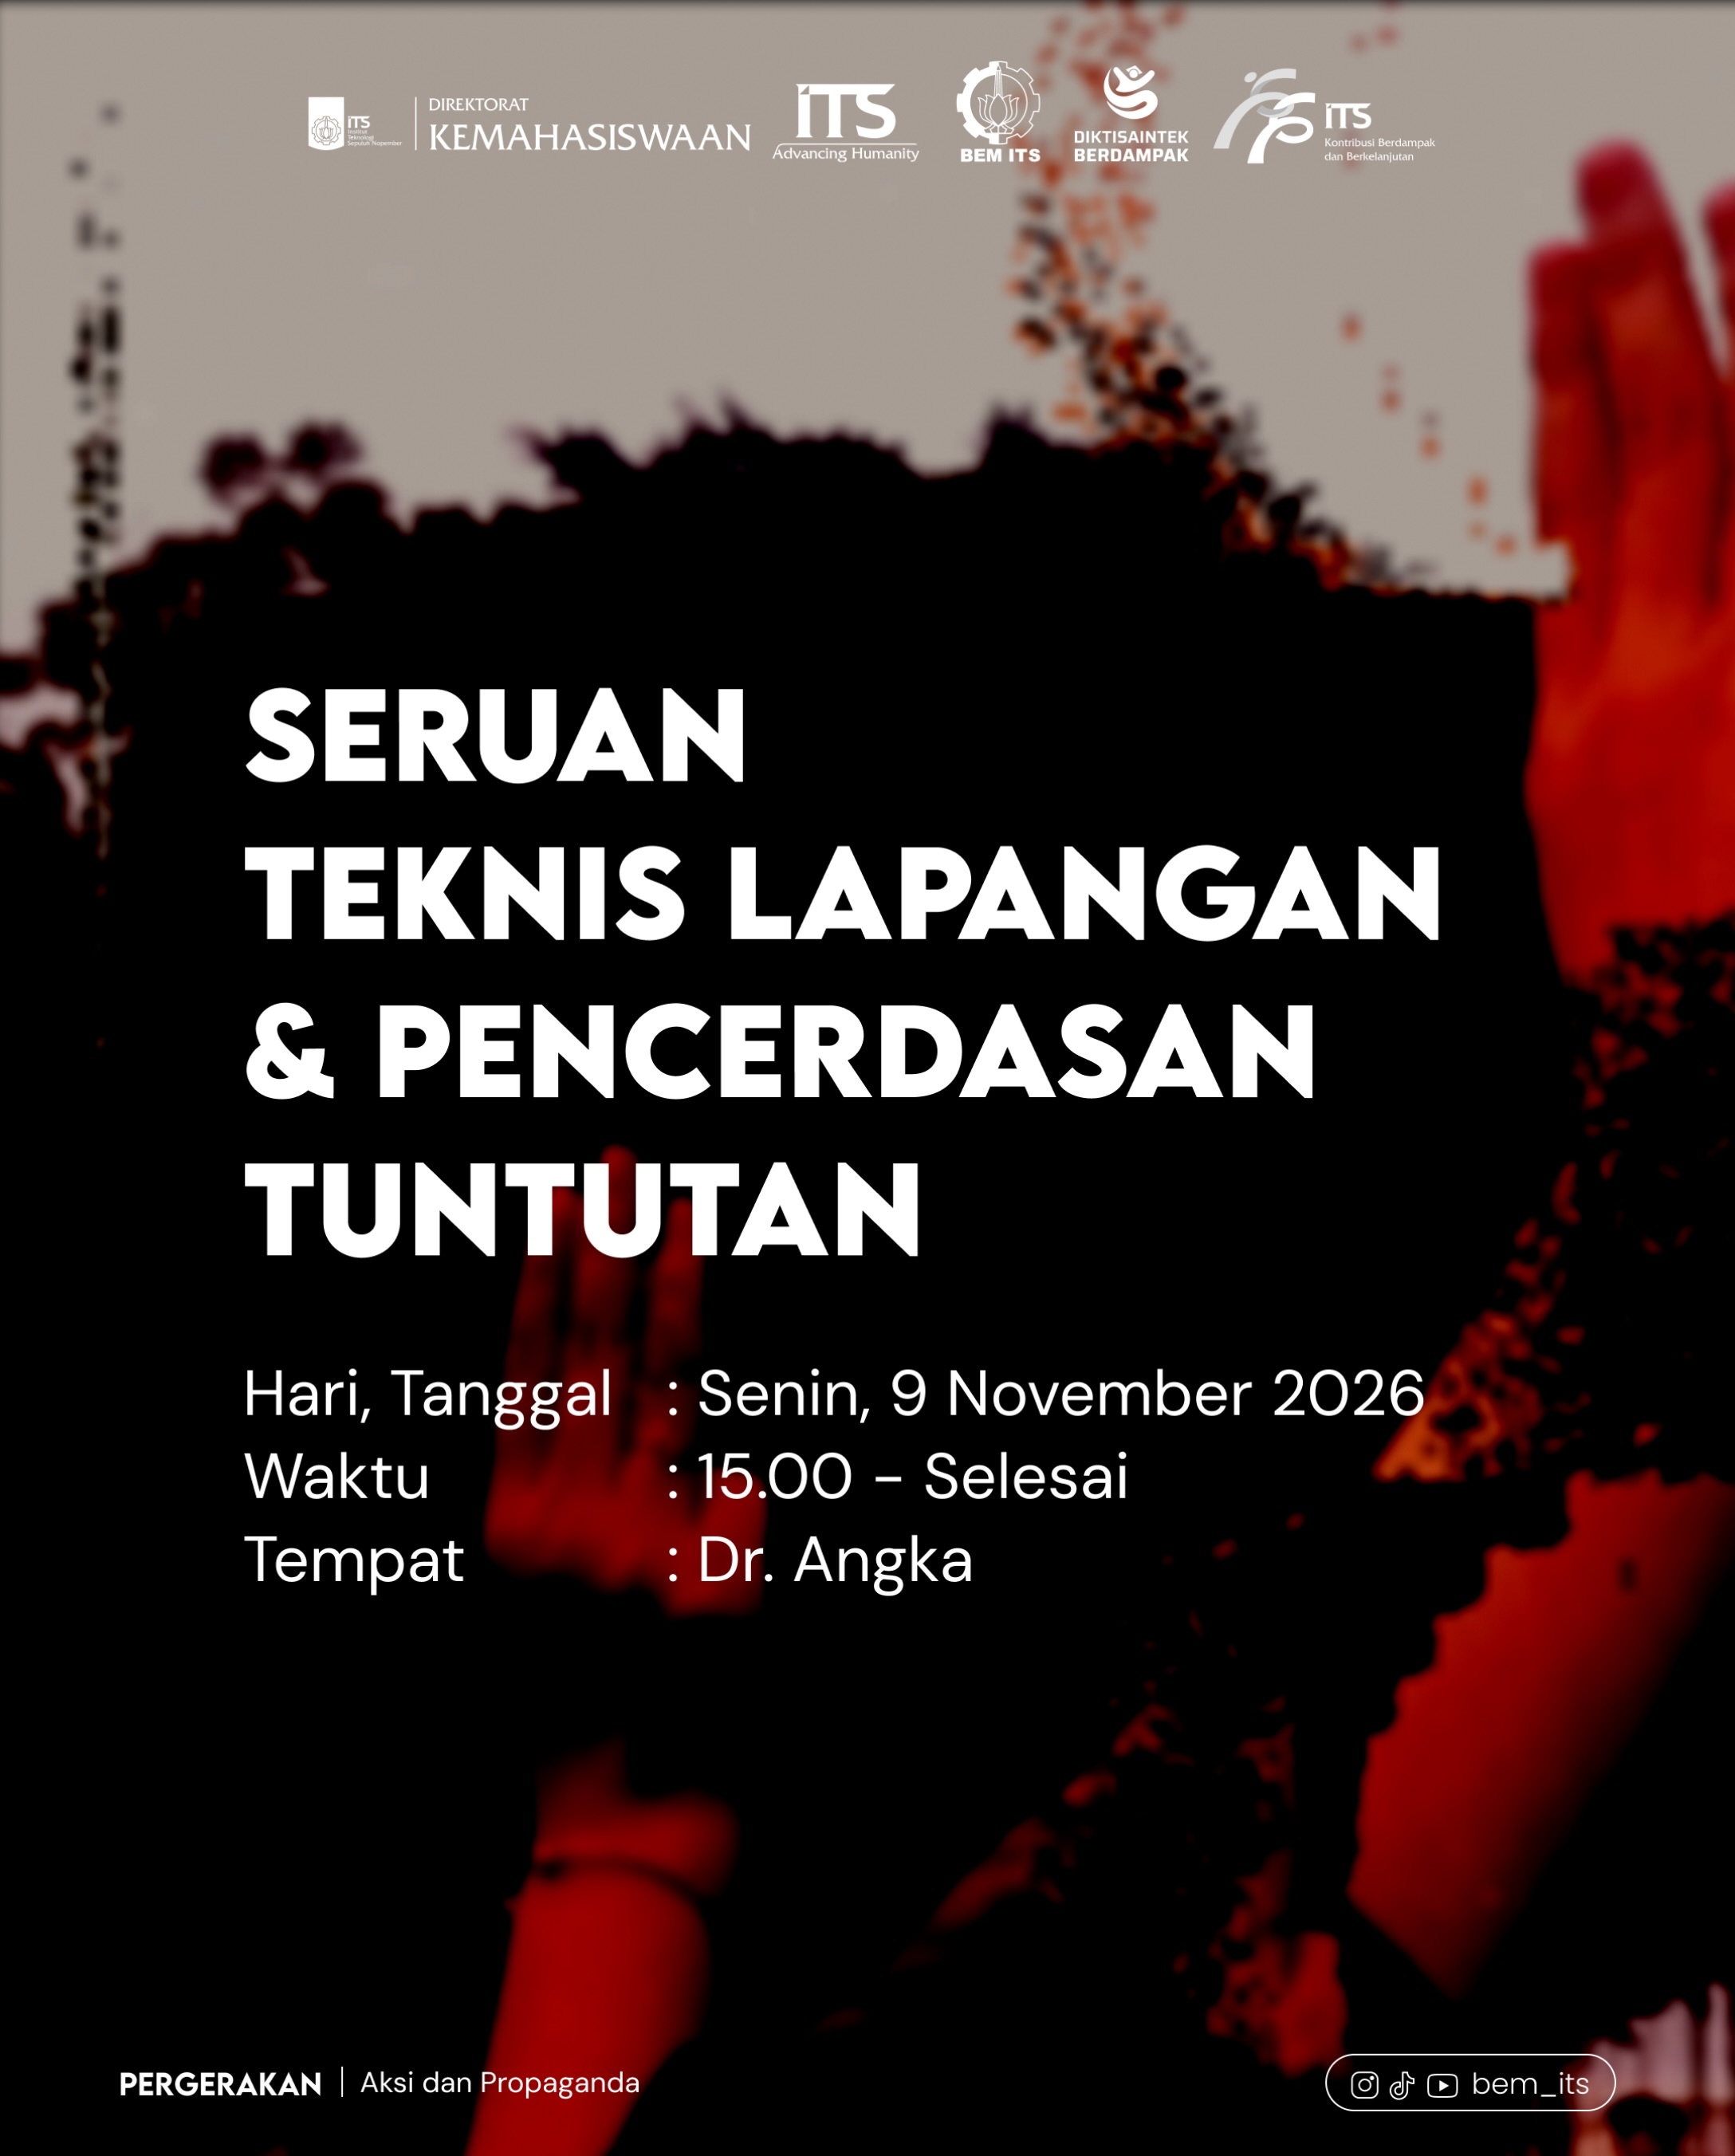 ITS
Institut
Teknologi
Sepuluh Nopember
DIREKTORAT
KEMAHASISWAAN
ITS
Advancing Humanity
BEM ITS
DIKTISAINTEK
BERDAMPAK
ITS
Kontribusi Berdampak
dan Berkelanjutan
SERUAN
TEKNIS LAPANGAN
& PENCERDASAN
TUNTUTAN
Hari, Tanggal : Senin, 9 November 2026
Waktu : 15.00 – Selesai
Tempat : Dr. Angka
PERGERAKAN | Aksi dan Propaganda
bem_its